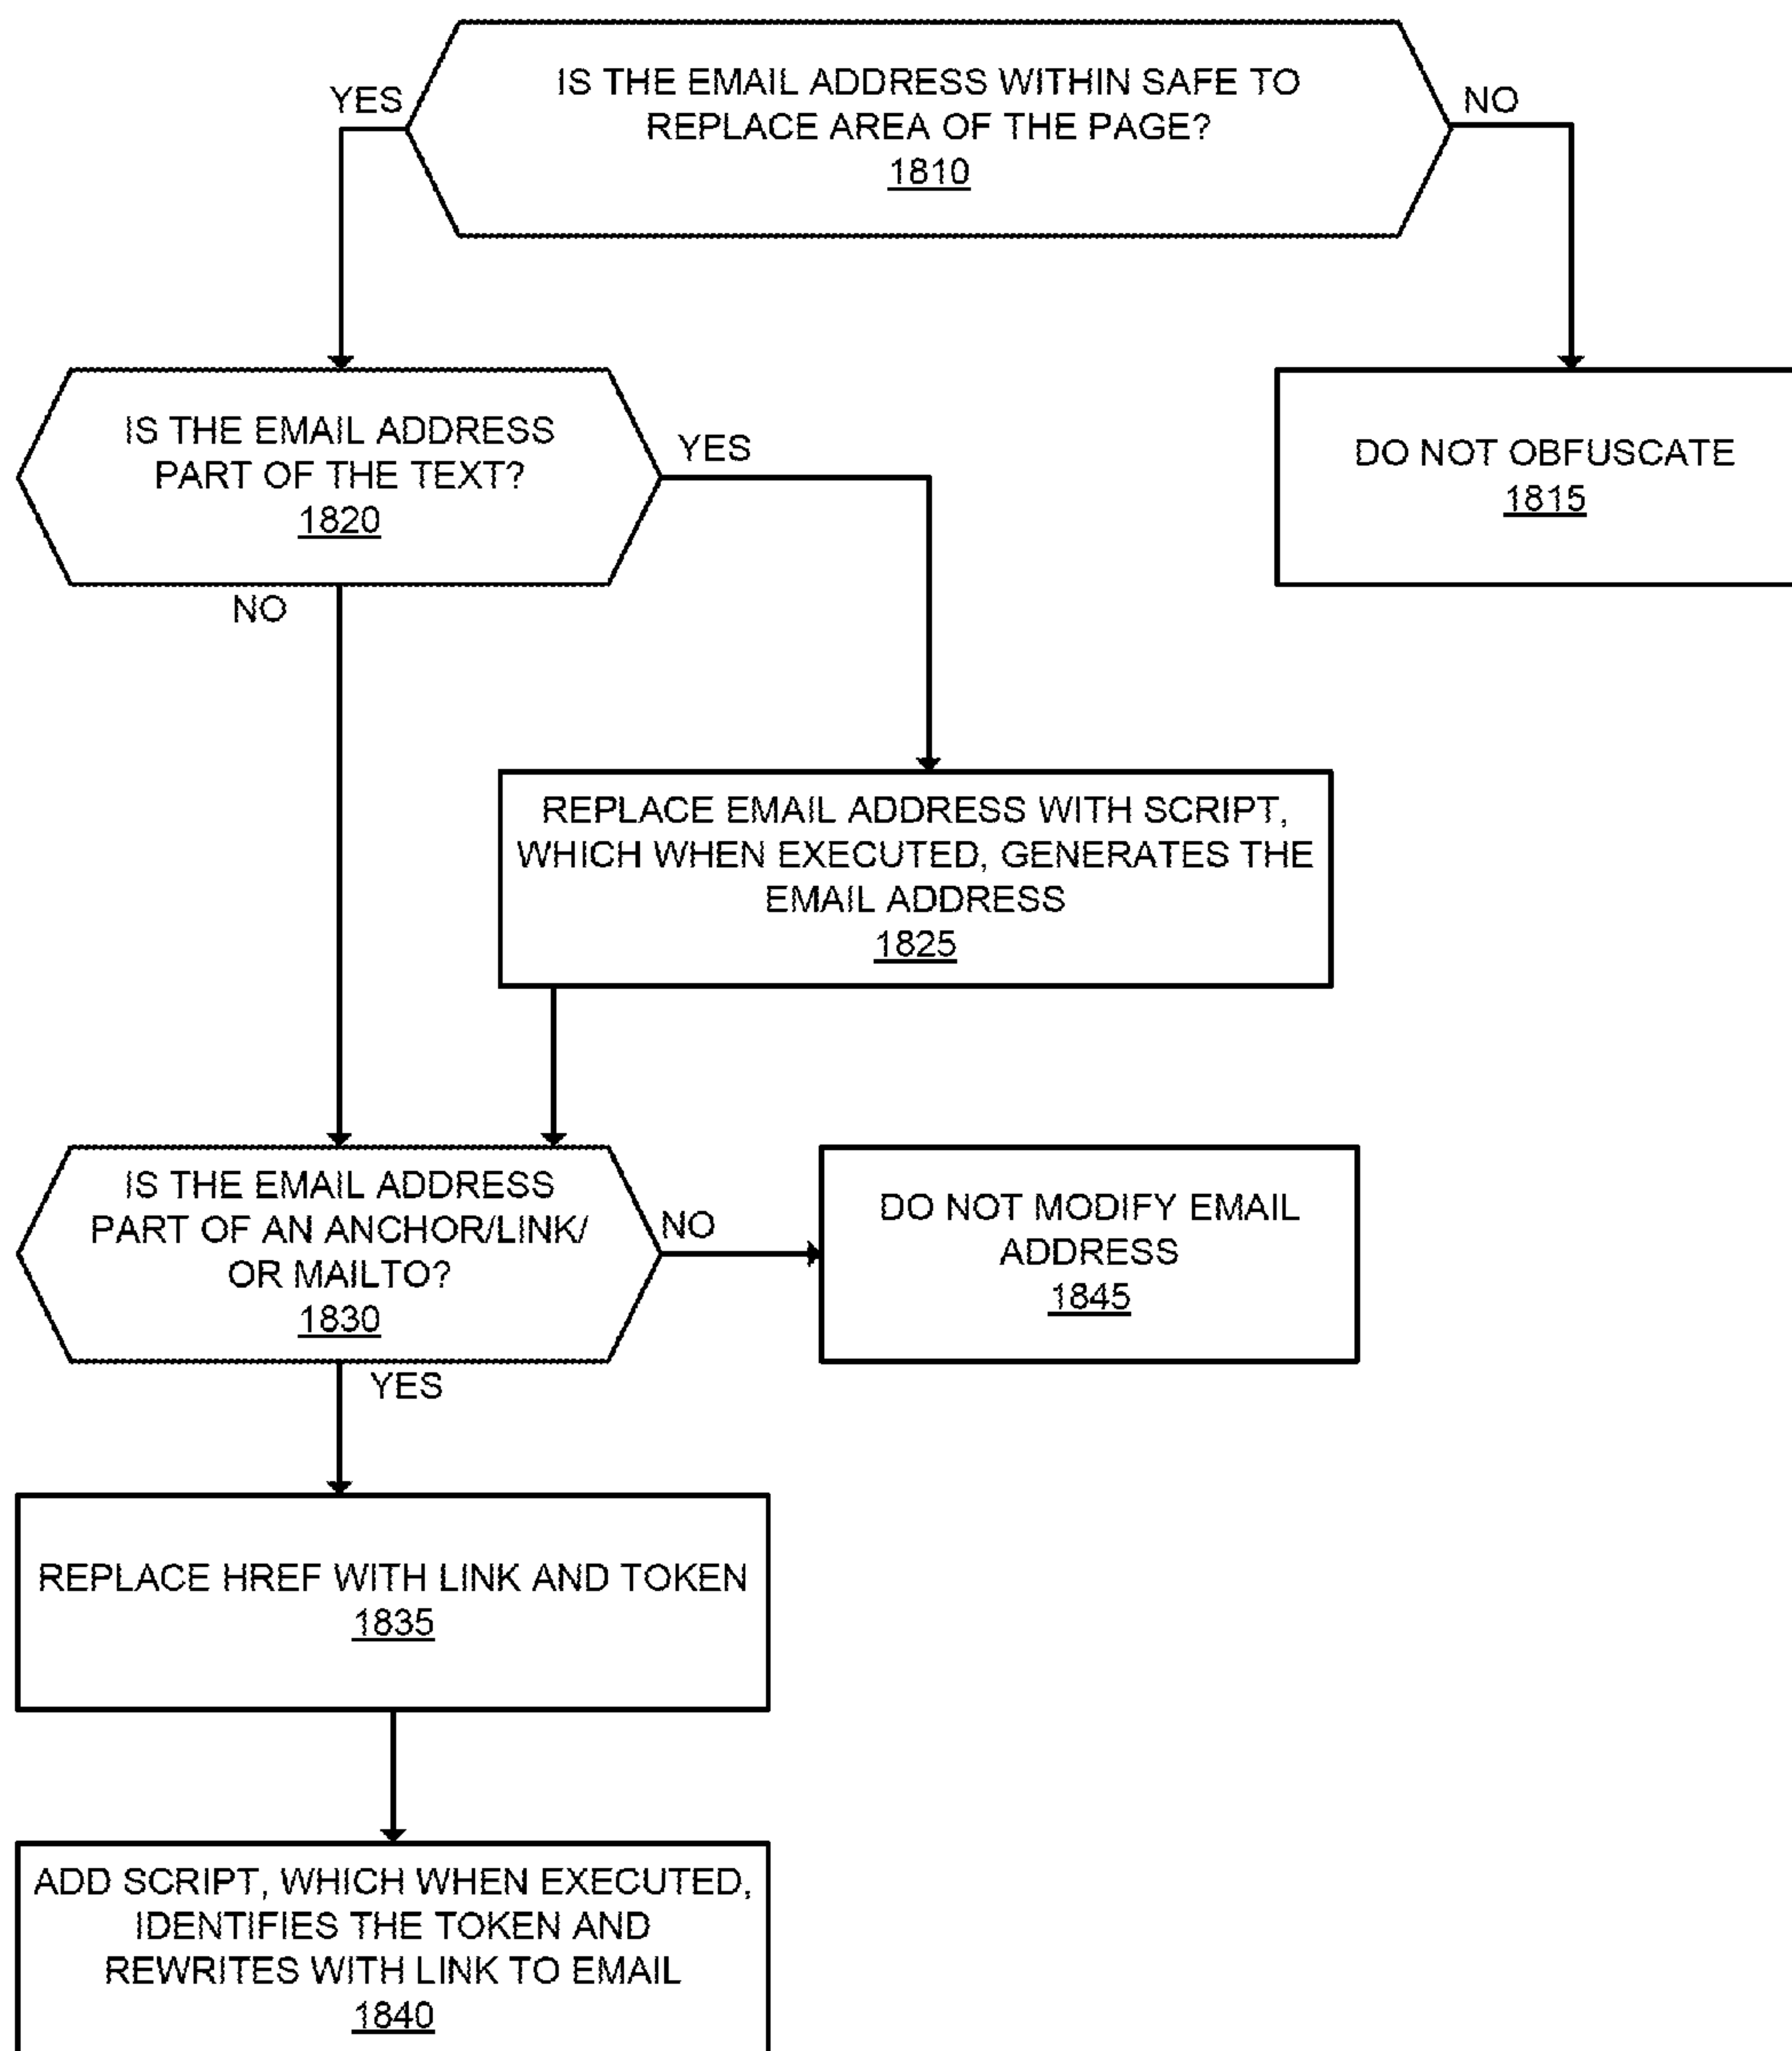 IS THE EMAIL ADDRESS WITHIN SAFE TO
REPLACE AREA OF THE PAGE?
1810
YES
NO
IS THE EMAIL ADDRESS
PART OF THE TEXT?
1820
YES
NO
DO NOT OBFUSCATE
1815
REPLACE EMAIL ADDRESS WITH SCRIPT,
WHICH WHEN EXECUTED, GENERATES THE
EMAIL ADDRESS
1825
IS THE EMAIL ADDRESS
PART OF AN ANCHOR/LINK/
OR MAILTO?
1830
NO
YES
DO NOT MODIFY EMAIL
ADDRESS
1845
REPLACE HREF WITH LINK AND TOKEN
1835
ADD SCRIPT, WHICH WHEN EXECUTED,
IDENTIFIES THE TOKEN AND
REWRITES WITH LINK TO EMAIL
1840